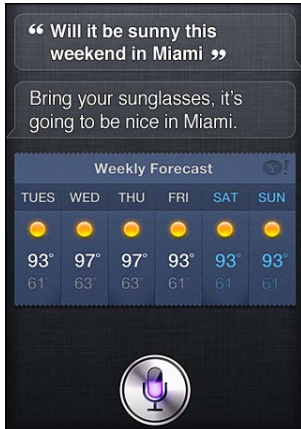 “ Will it be sunny this
weekend in Miami ”
Bring your sunglasses, it's
going to be nice in Miami.
Weekly Forecast Y!
TUES WED THU FRI SAT SUN
93° 97° 97° 93° 93° 93°
61° 63° 63° 61° 61 61